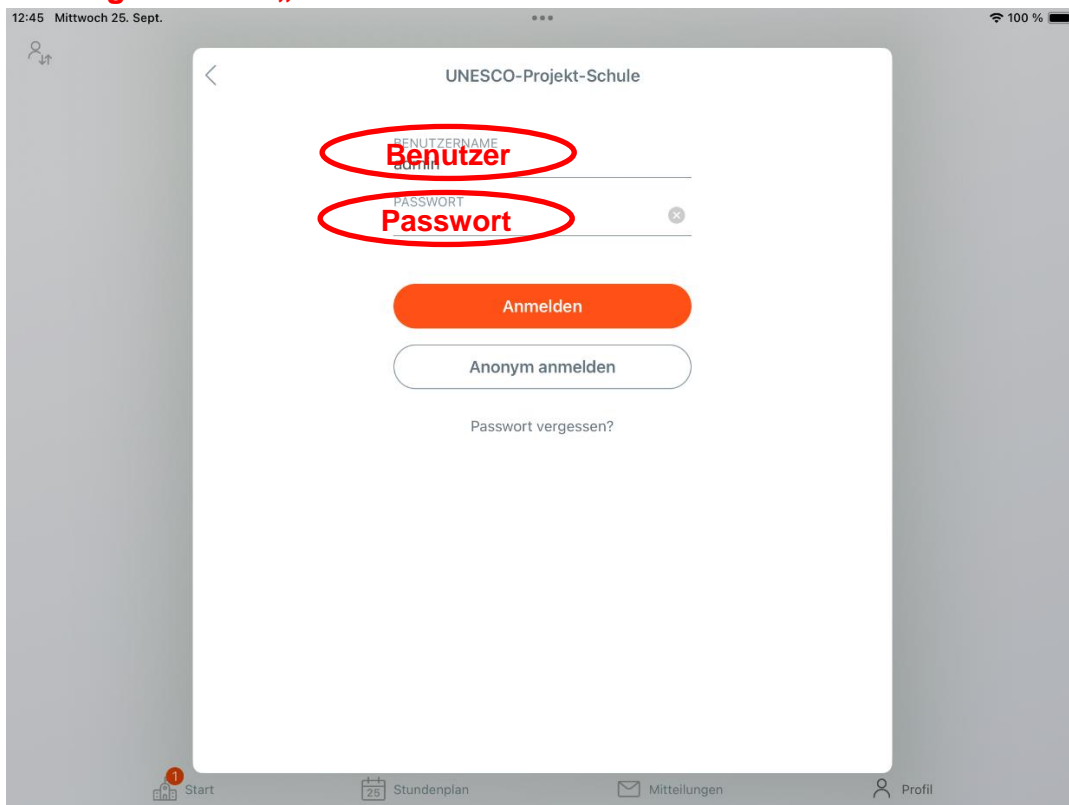 12:45 Mittwoch 25. Sept.
100 %
UNESCO-Projekt-Schule
BENUTZERNAME
admin
Benutzer
PASSWORT
Passwort
Anmelden
Anonym anmelden
Passwort vergessen?
1
Start
25
Stundenplan
Mitteilungen
Profil